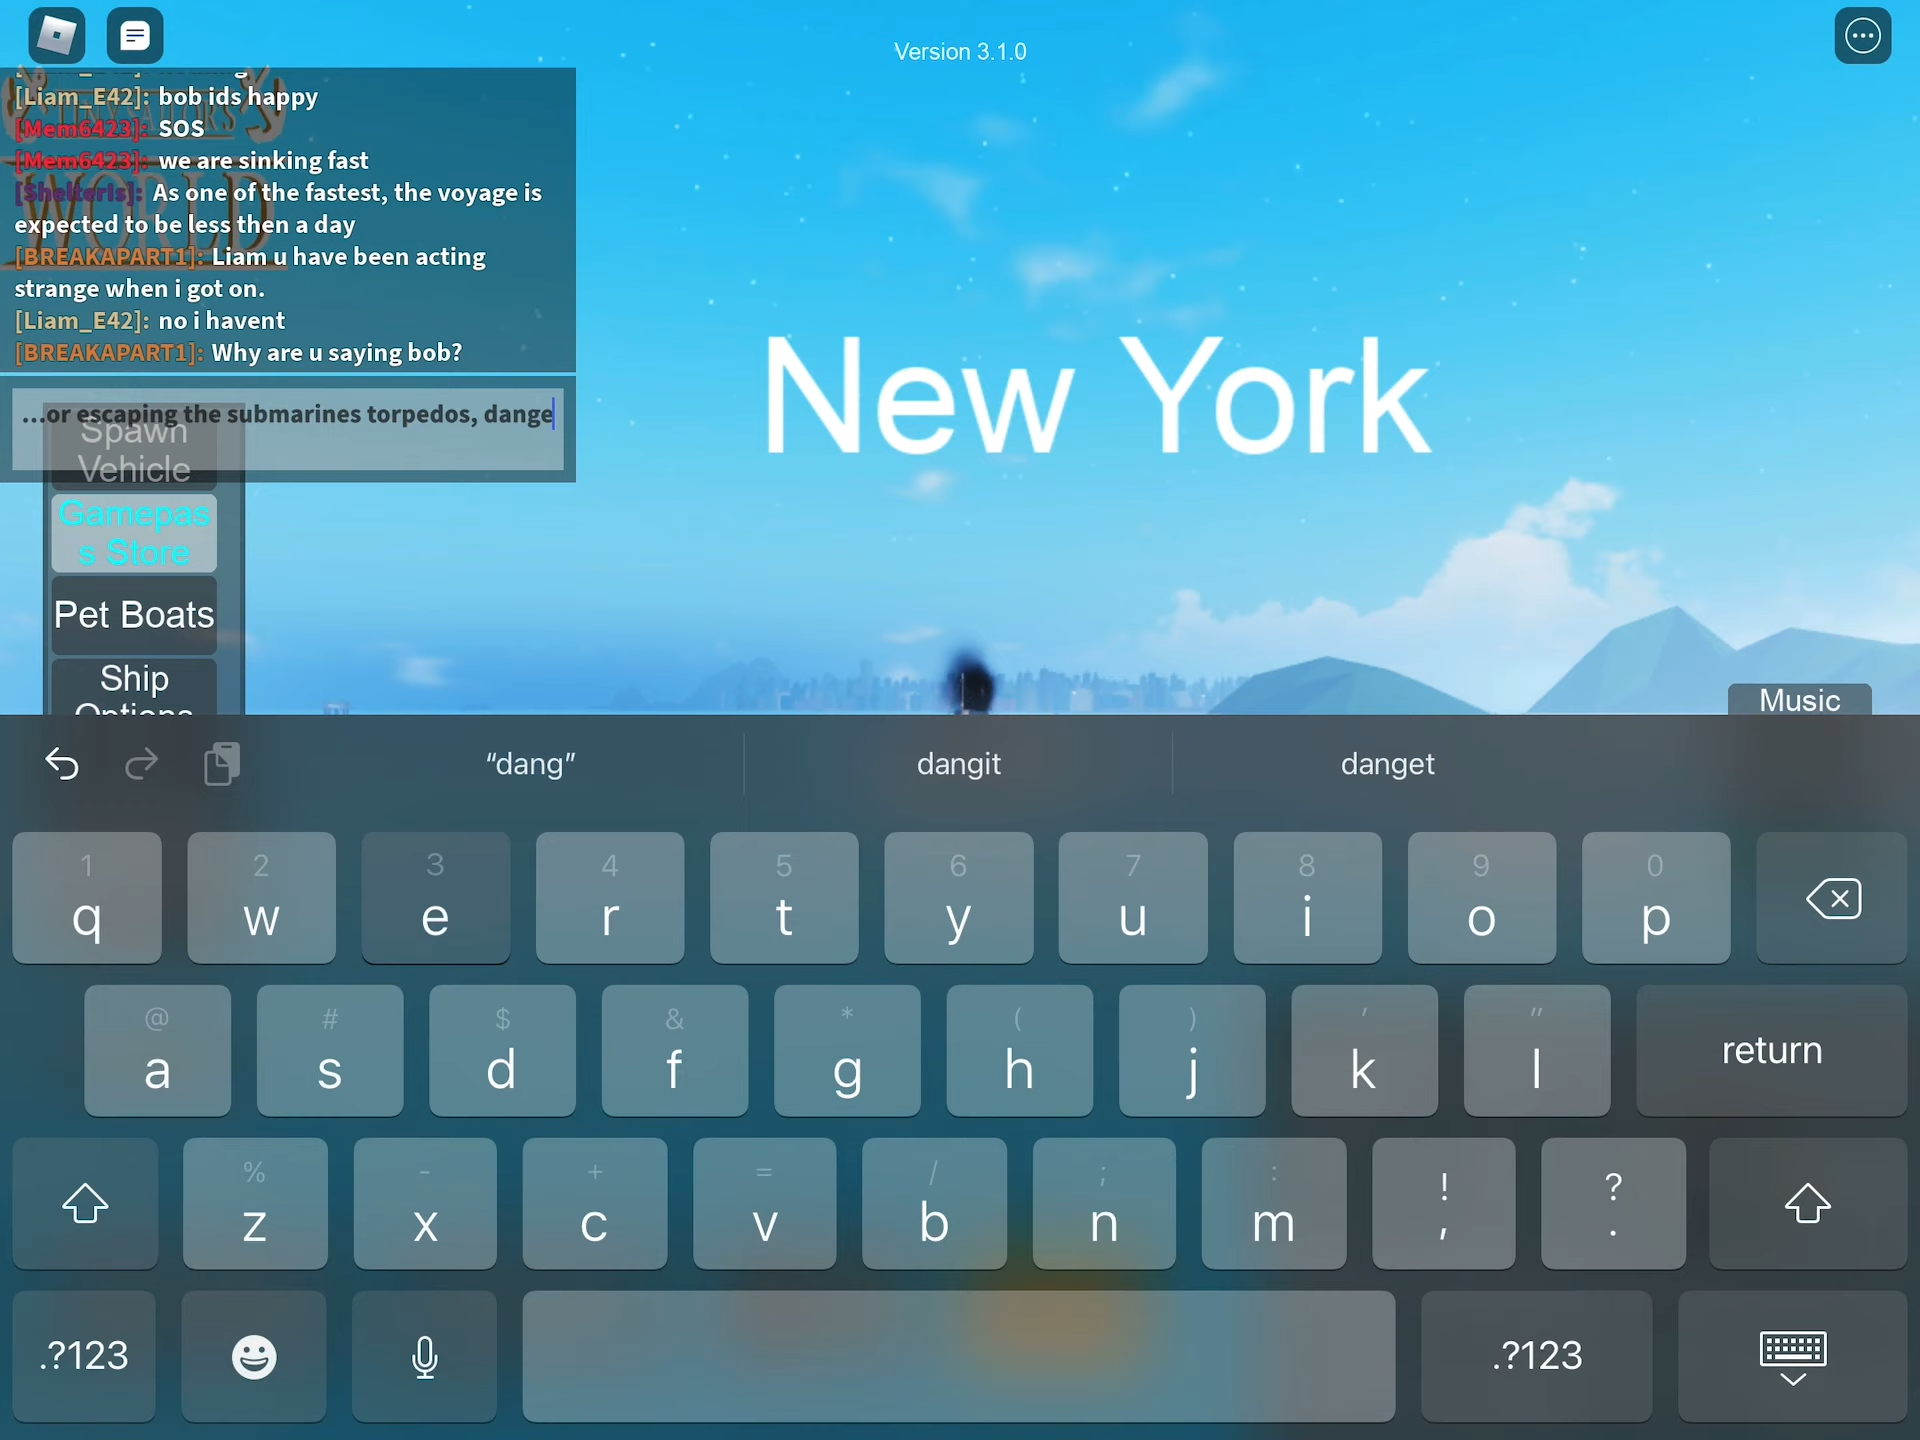 Version 3.1.0
[Liam_E42]: bob ids happy
[Mem6423]: SOS
[Mem6423]: we are sinking fast
[Shelteris]: As one of the fastest, the voyage is
expected to be less then a day
[BREAKAPART1]: Liam u have been acting
strange when i got on.
[Liam_E42]: no i havent
[BREAKAPART1]: Why are u saying bob?
...or escaping the submarines torpedos, dange
New York
Spawn
Vehicle
Gamepas
s Store
Pet Boats
Ship
Options
Music
“dang” dangit danget
1 2 3 4 5 6 7 8 9 0
q w e r t y u i o p
@ # $ & * ( ) ' "
a s d f g h j k l return
% - + = / ; : ! ?
z x c v b n m , .
.?123 .?123
WORLD